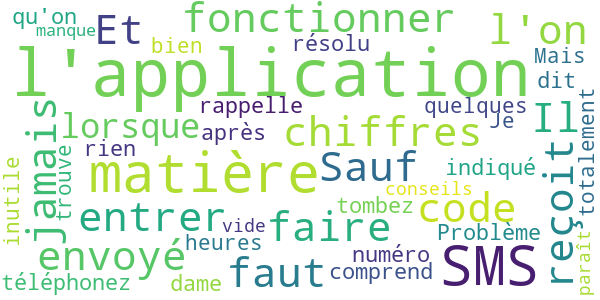 qu'on
manque
Et
fonctionner
l'on
bien
résolu
Mais
dit
l'application
rappelle
quelques
Je
Il
lorsque
après
chiffres
Jamais
trouve
rien
matière
Sauf
indiqué
reçoit
totalement
inutile
entrer
faire
conseils
tombez
code
vide
Problème
envoyé
heures
numéro
téléphonez
dame
faut
comprend
SMS
paraît